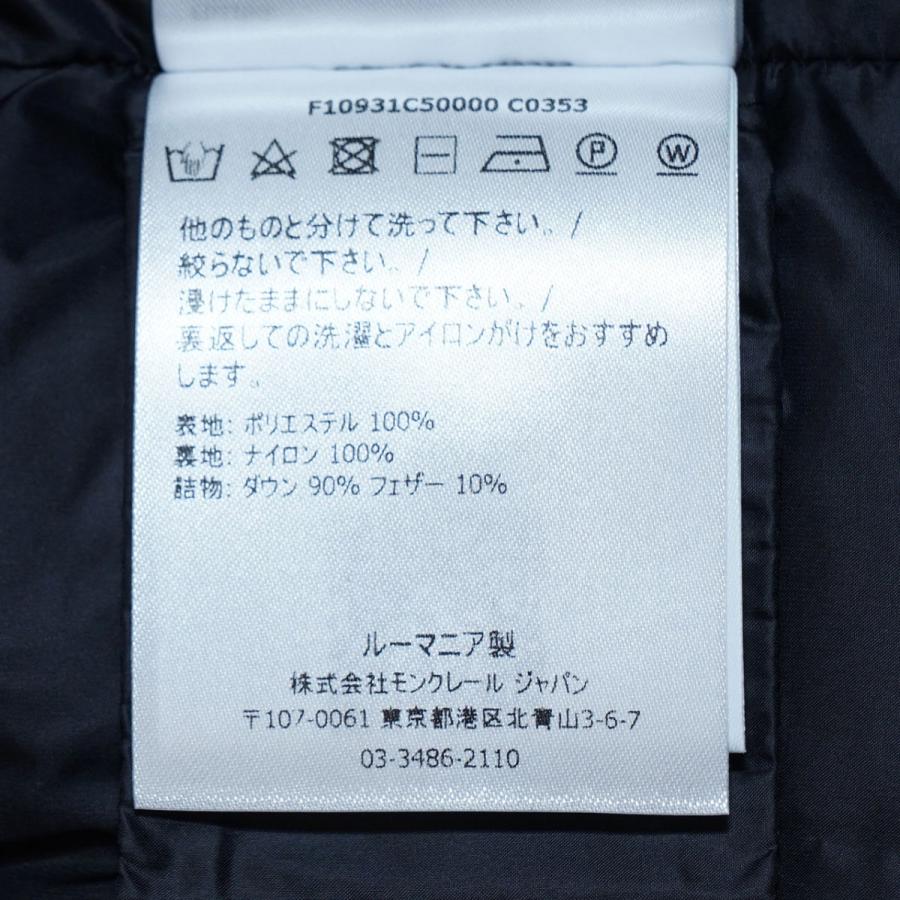 F10931C50000 C0353
P
W
他のものと分けて洗って下さい。/
絞らないで下さい。/
浸けたままにしないで下さい。/
裏返しての洗濯とアイロンがけをおすすめ
します。
表地: ポリエステル 100%
裏地: ナイロン 100%
詰物: ダウン 90% フェザー 10%
ルーマニア製
株式会社モンクレール ジャパン
〒107-0061 東京都港区北青山3-6-7
03-3486-2110